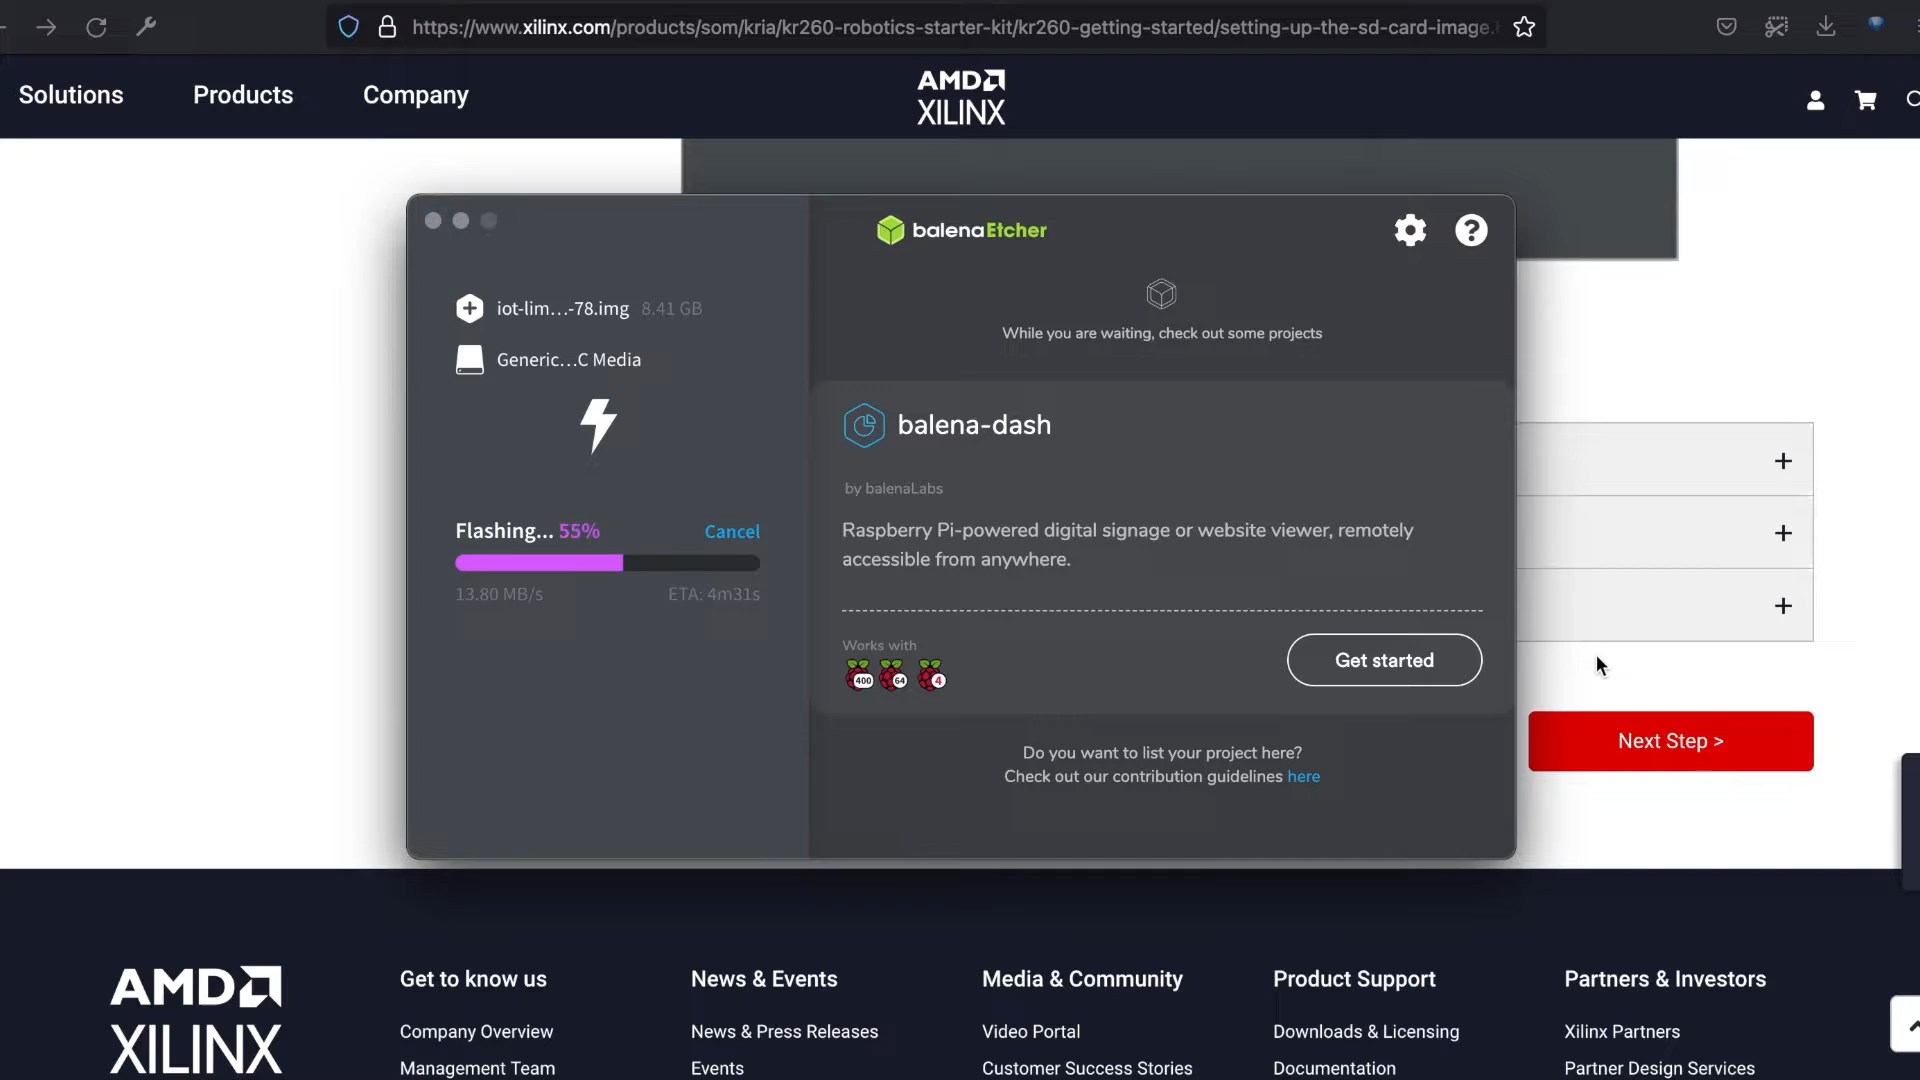 https://www.xilinx.com/products/som/kria/kr260-robotics-starter-kit/kr260-getting-started/setting-up-the-sd-card-image.
Solutions
Products
Company
AMD
XILINX
balenaEtcher
iot-lim...-78.img 8.41 GB
Generic...C Media
While you are waiting, check out some projects
balena-dash
by balenaLabs
Flashing... 55%
Cancel
13.80 MB/s
ETA: 4m31s
Raspberry Pi-powered digital signage or website viewer, remotely
accessible from anywhere.
Works with
400
64
4
Get started
Do you want to list your project here?
Check out our contribution guidelines here
Next Step >
AMD
XILINX
Get to know us
Company Overview
Management Team
News & Events
News & Press Releases
Events
Media & Community
Video Portal
Customer Success Stories
Product Support
Downloads & Licensing
Documentation
Partners & Investors
Xilinx Partners
Partner Design Services